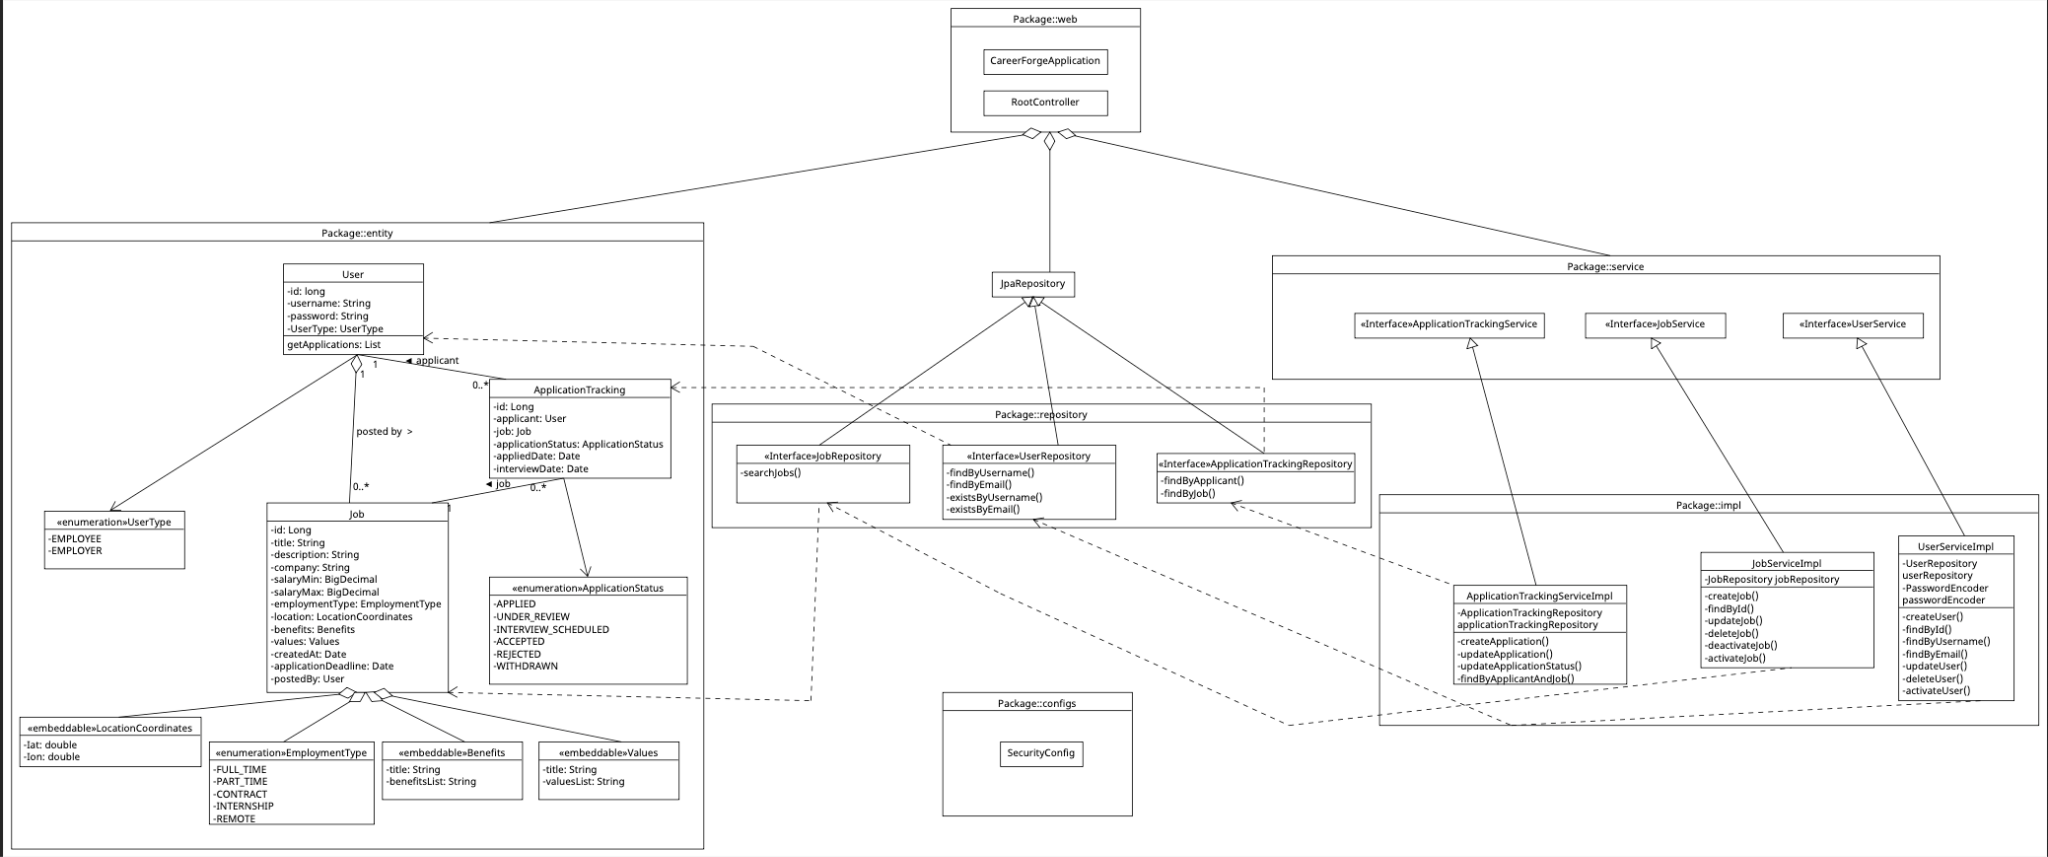 Package::web
CareerForgeApplication
RootController
Package::entity
User
-id: long
-username: String
-password: String
-UserType: UserType
getApplications: List
1
1
◄ applicant
0..*
ApplicationTracking
-id: Long
-applicant: User
-job: Job
-applicationStatus: ApplicationStatus
-appliedDate: Date
-interviewDate: Date
posted by  >
0..*
◄ job
0..*
1
«enumeration»UserType
-EMPLOYEE
-EMPLOYER
Job
-id: Long
-title: String
-description: String
-company: String
-salaryMin: BigDecimal
-salaryMax: BigDecimal
-employmentType: EmploymentType
-location: LocationCoordinates
-benefits: Benefits
-values: Values
-createdAt: Date
-applicationDeadline: Date
-postedBy: User
«enumeration»ApplicationStatus
-APPLIED
-UNDER_REVIEW
-INTERVIEW_SCHEDULED
-ACCEPTED
-REJECTED
-WITHDRAWN
«embeddable»LocationCoordinates
-lat: double
-lon: double
«enumeration»EmploymentType
-FULL_TIME
-PART_TIME
-CONTRACT
-INTERNSHIP
-REMOTE
«embeddable»Benefits
-title: String
-benefitsList: String
«embeddable»Values
-title: String
-valuesList: String
JpaRepository
Package::repository
«Interface»JobRepository
-searchJobs()
«Interface»UserRepository
-findByUsername()
-findByEmail()
-existsByUsername()
-existsByEmail()
«Interface»ApplicationTrackingRepository
-findByApplicant()
-findByJob()
Package::configs
SecurityConfig
Package::service
«Interface»ApplicationTrackingService
«Interface»JobService
«Interface»UserService
Package::impl
ApplicationTrackingServiceImpl
-ApplicationTrackingRepository
applicationTrackingRepository
-createApplication()
-updateApplication()
-updateApplicationStatus()
-findByApplicantAndJob()
JobServiceImpl
-JobRepository jobRepository
-createJob()
-findById()
-updateJob()
-deleteJob()
-deactivateJob()
-activateJob()
UserServiceImpl
-UserRepository
userRepository
-PasswordEncoder
passwordEncoder
-createUser()
-findById()
-findByUsername()
-findByEmail()
-updateUser()
-deleteUser()
-activateUser()